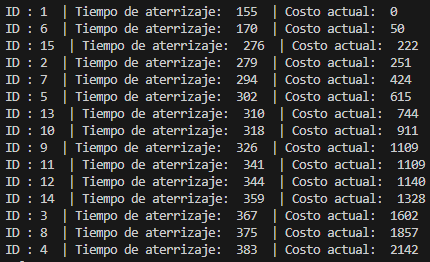 ID : 1 | Tiempo de aterrizaje: 155 | Costo actual: 0
ID : 6 | Tiempo de aterrizaje: 170 | Costo actual: 50
ID : 15 | Tiempo de aterrizaje: 276 | Costo actual: 222
ID : 2 | Tiempo de aterrizaje: 279 | Costo actual: 251
ID : 7 | Tiempo de aterrizaje: 294 | Costo actual: 424
ID : 5 | Tiempo de aterrizaje: 302 | Costo actual: 615
ID : 13 | Tiempo de aterrizaje: 310 | Costo actual: 744
ID : 10 | Tiempo de aterrizaje: 318 | Costo actual: 911
ID : 9 | Tiempo de aterrizaje: 326 | Costo actual: 1109
ID : 11 | Tiempo de aterrizaje: 341 | Costo actual: 1109
ID : 12 | Tiempo de aterrizaje: 344 | Costo actual: 1140
ID : 14 | Tiempo de aterrizaje: 359 | Costo actual: 1328
ID : 3 | Tiempo de aterrizaje: 367 | Costo actual: 1602
ID : 8 | Tiempo de aterrizaje: 375 | Costo actual: 1857
ID : 4 | Tiempo de aterrizaje: 383 | Costo actual: 2142